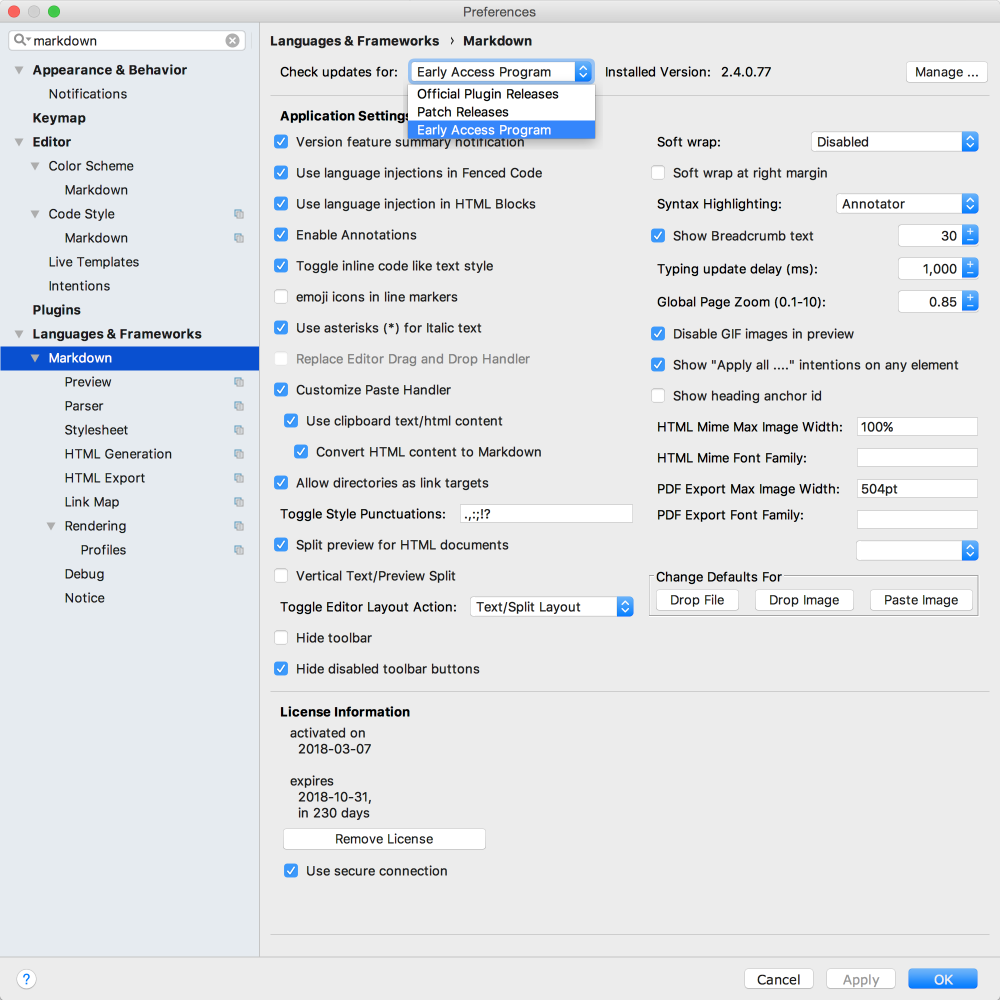 Preferences
markdown
Appearance & Behavior
Notifications
Keymap
Editor
Color Scheme
Markdown
Code Style
Markdown
Live Templates
Intentions
Plugins
Languages & Frameworks
Markdown
Preview
Parser
Stylesheet
HTML Generation
HTML Export
Link Map
Rendering
Profiles
Debug
Notice
Languages & Frameworks › Markdown
Check updates for: Early Access Program Installed Version: 2.4.0.77 Manage ...
Official Plugin Releases
Patch Releases
Early Access Program
Application Settings
Version feature summary notification
Use language injections in Fenced Code
Use language injection in HTML Blocks
Enable Annotations
Toggle inline code like text style
emoji icons in line markers
Use asterisks (*) for Italic text
Replace Editor Drag and Drop Handler
Customize Paste Handler
Use clipboard text/html content
Convert HTML content to Markdown
Allow directories as link targets
Toggle Style Punctuations: .,:;!?
Split preview for HTML documents
Vertical Text/Preview Split
Toggle Editor Layout Action: Text/Split Layout
Hide toolbar
Hide disabled toolbar buttons
Soft wrap: Disabled
Soft wrap at right margin
Syntax Highlighting: Annotator
Show Breadcrumb text 30
Typing update delay (ms): 1,000
Global Page Zoom (0.1-10): 0.85
Disable GIF images in preview
Show "Apply all ...." intentions on any element
Show heading anchor id
HTML Mime Max Image Width: 100%
HTML Mime Font Family:
PDF Export Max Image Width: 504pt
PDF Export Font Family:
Change Defaults For
Drop File Drop Image Paste Image
License Information
activated on
2018-03-07
expires
2018-10-31,
in 230 days
Remove License
Use secure connection
? Cancel Apply OK